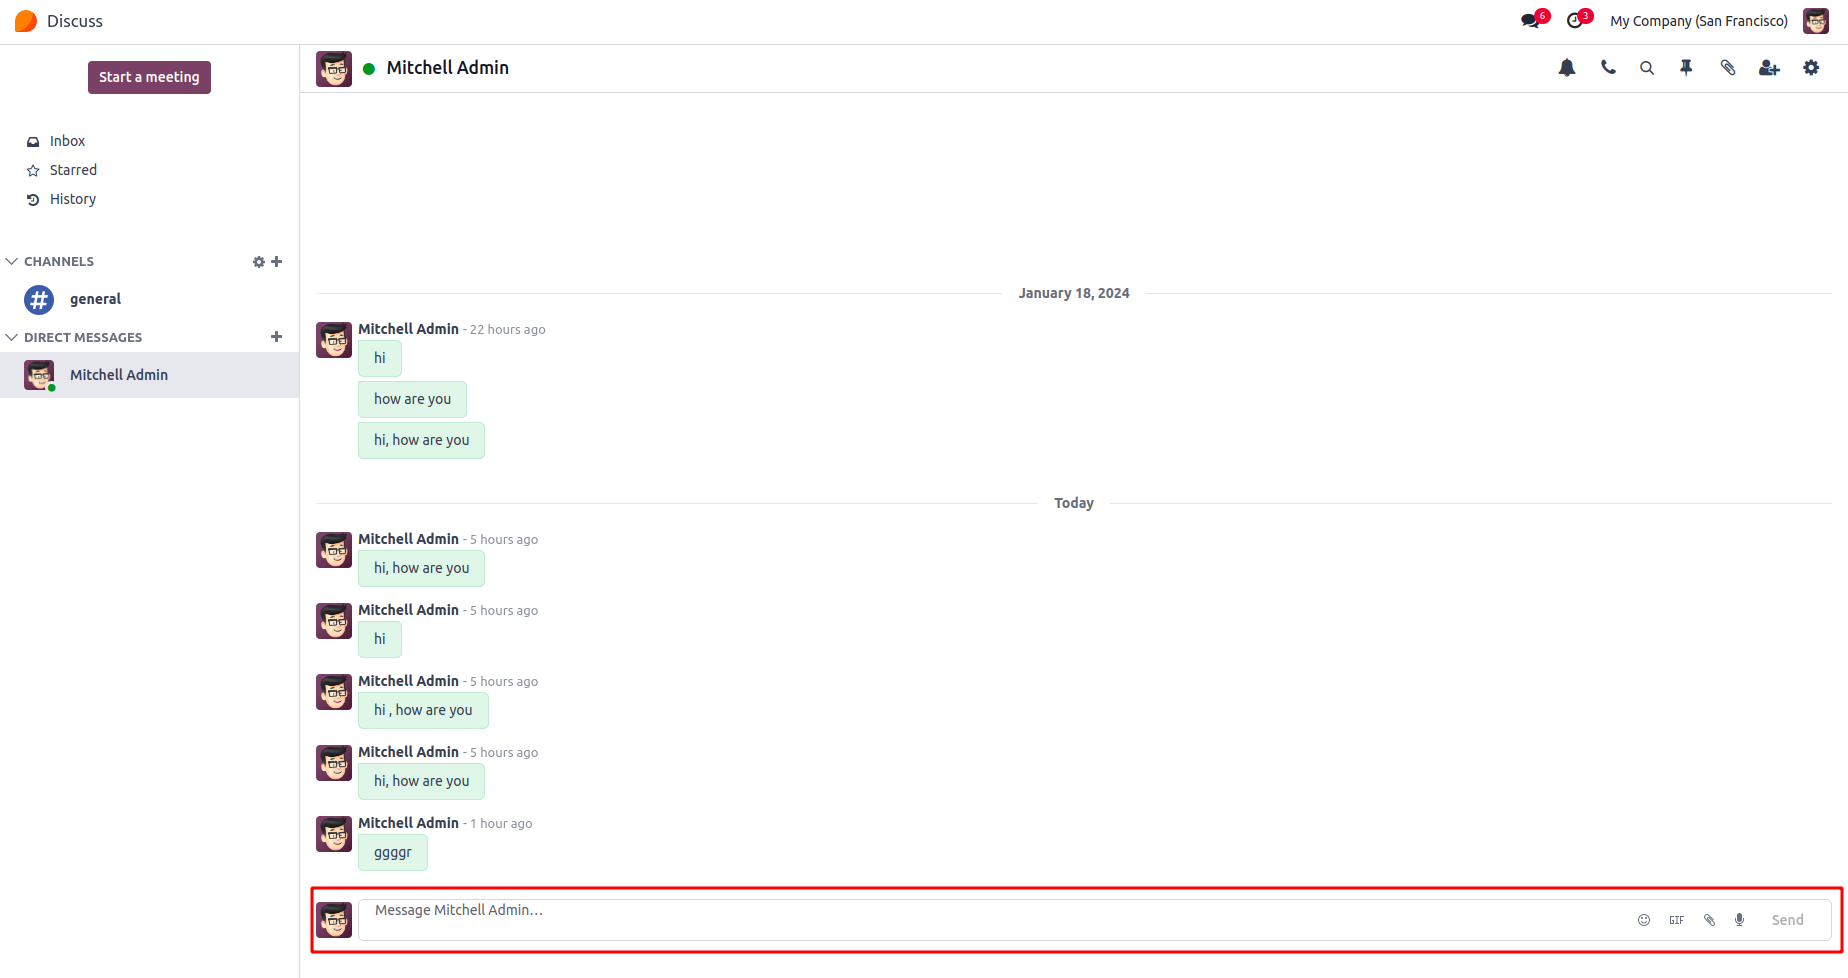 Discuss
6
3
My Company (San Francisco)
Start a meeting
Inbox
Starred
History
CHANNELS
general
DIRECT MESSAGES
Mitchell Admin
Mitchell Admin
January 18, 2024
Mitchell Admin - 22 hours ago
hi
how are you
hi, how are you
Today
Mitchell Admin - 5 hours ago
hi, how are you
Mitchell Admin - 5 hours ago
hi
Mitchell Admin - 5 hours ago
hi , how are you
Mitchell Admin - 5 hours ago
hi, how are you
Mitchell Admin - 1 hour ago
ggggr
Message Mitchell Admin…
GIF
Send